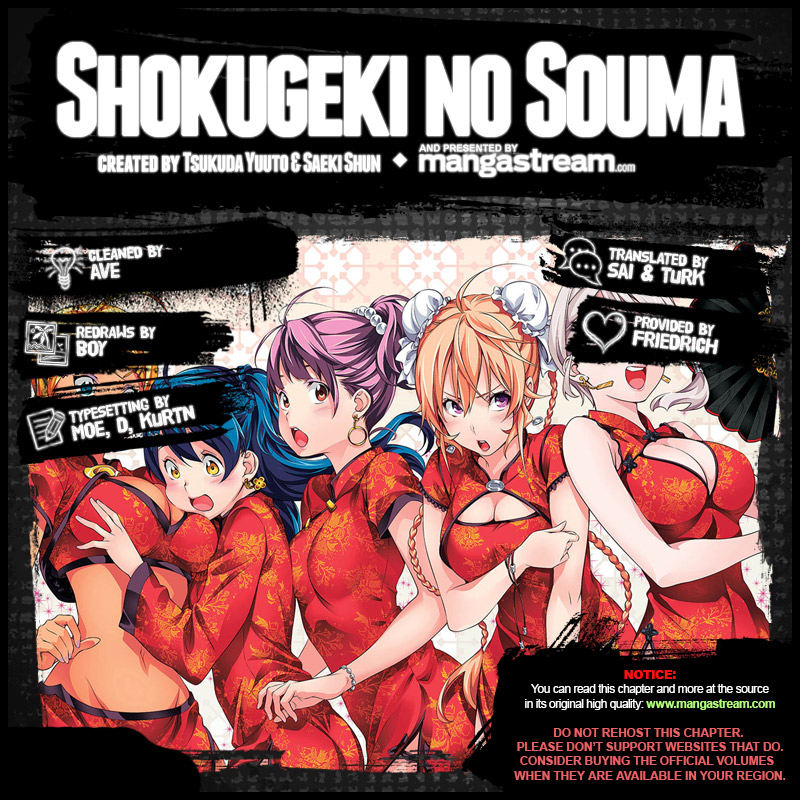 SHOKUGEKI NO SOUMA
CREATED BY TSUKUDA YUUTO & SAEKI SHUN ◆ AND PRESENTED BY
mangastream.com
CLEANED BY
AVE
REDRAWS BY
BOY
TYPESETTING BY
MOE, D, KURTN
TRANSLATED BY
SAI & TURK
PROVIDED BY
FRIEDRICH
NOTICE:
You can read this chapter and more at the source
in its original high quality: www.mangastream.com
DO NOT REHOST THIS CHAPTER.
PLEASE DON'T SUPPORT WEBSITES THAT DO.
CONSIDER BUYING THE OFFICIAL VOLUMES
WHEN THEY ARE AVAILABLE IN YOUR REGION.